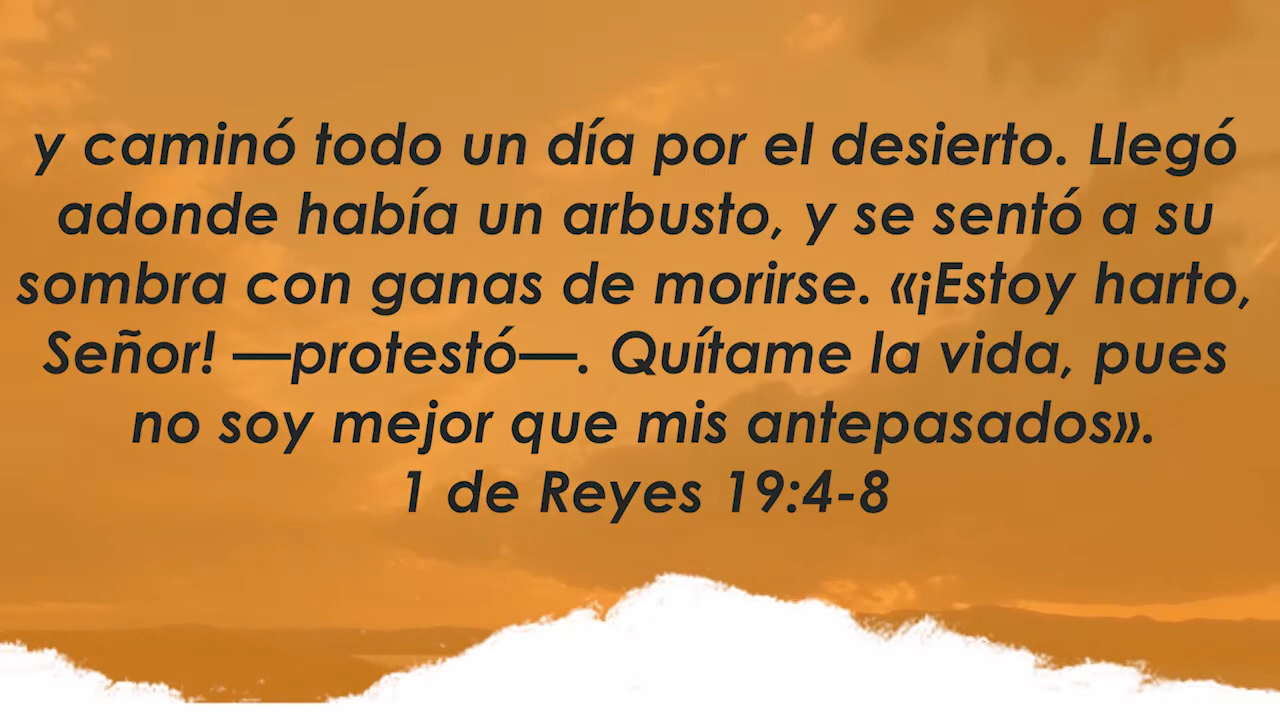 y caminó todo un día por el desierto. Llegó
adonde había un arbusto, y se sentó a su
sombra con ganas de morirse. «¡Estoy harto,
Señor! —protestó—. Quítame la vida, pues
no soy mejor que mis antepasados».
1 de Reyes 19:4-8